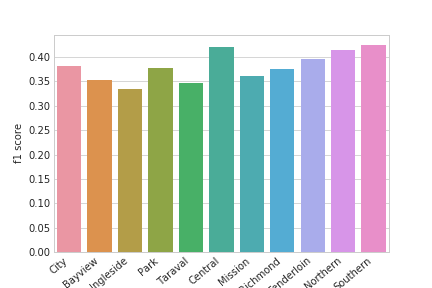 0.40
0.35
0.30
0.25
0.20
0.15
0.10
0.05
0.00
f1 score
City
Bayview
Ingleside
Park
Taraval
Central
Mission
Richmond
Tenderloin
Northern
Southern